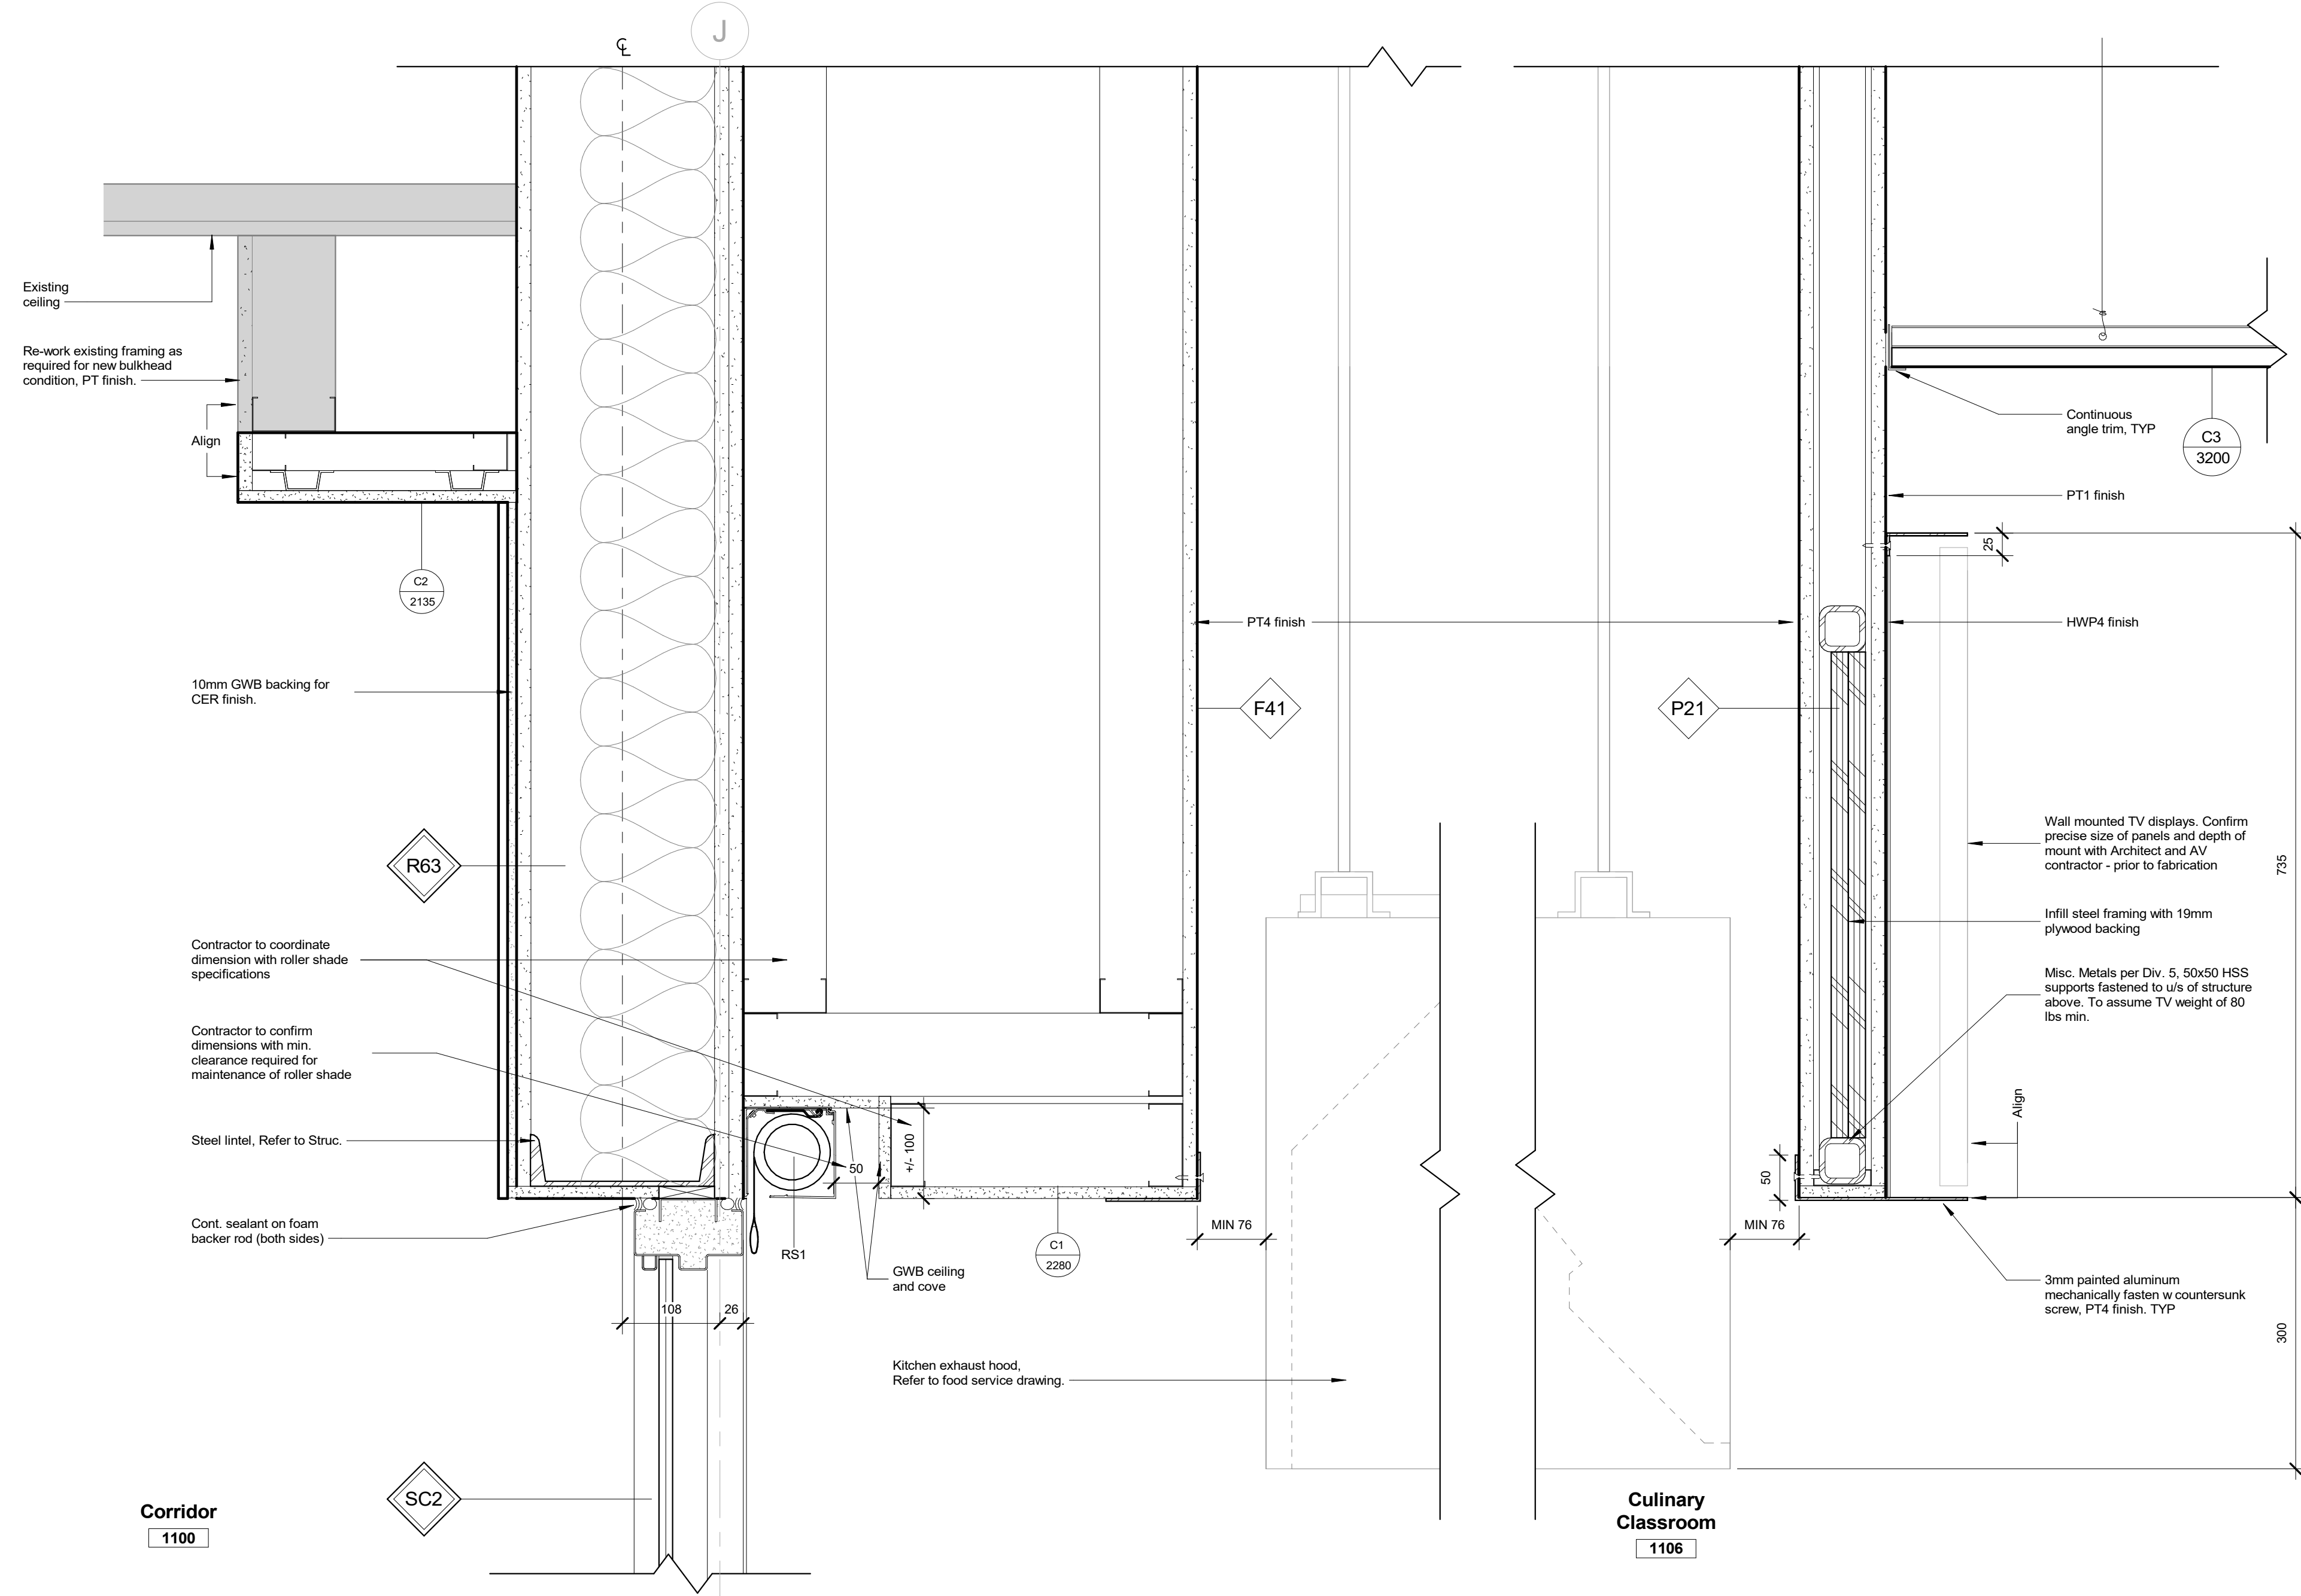 ℄
J
Existing
ceiling
Re-work existing framing as
required for new bulkhead
condition, PT finish.
Align
C2
2135
10mm GWB backing for
CER finish.
R63
Contractor to coordinate
dimension with roller shade
specifications
Contractor to confirm
dimensions with min.
clearance required for
maintenance of roller shade
Steel lintel, Refer to Struc.
Cont. sealant on foam
backer rod (both sides)
108
26
RS1
50
+/- 100
GWB ceiling
and cove
C1
2280
Kitchen exhaust hood,
Refer to food service drawing.
SC2
Corridor
1100
PT4 finish
F41
P21
MIN 76
MIN 76
50
Culinary
Classroom
1106
Continuous
angle trim, TYP
C3
3200
PT1 finish
25
HWP4 finish
Wall mounted TV displays. Confirm
precise size of panels and depth of
mount with Architect and AV
contractor - prior to fabrication
735
Infill steel framing with 19mm
plywood backing
Misc. Metals per Div. 5, 50x50 HSS
supports fastened to u/s of structure
above. To assume TV weight of 80
lbs min.
Align
3mm painted aluminum
mechanically fasten w countersunk
screw, PT4 finish. TYP
300